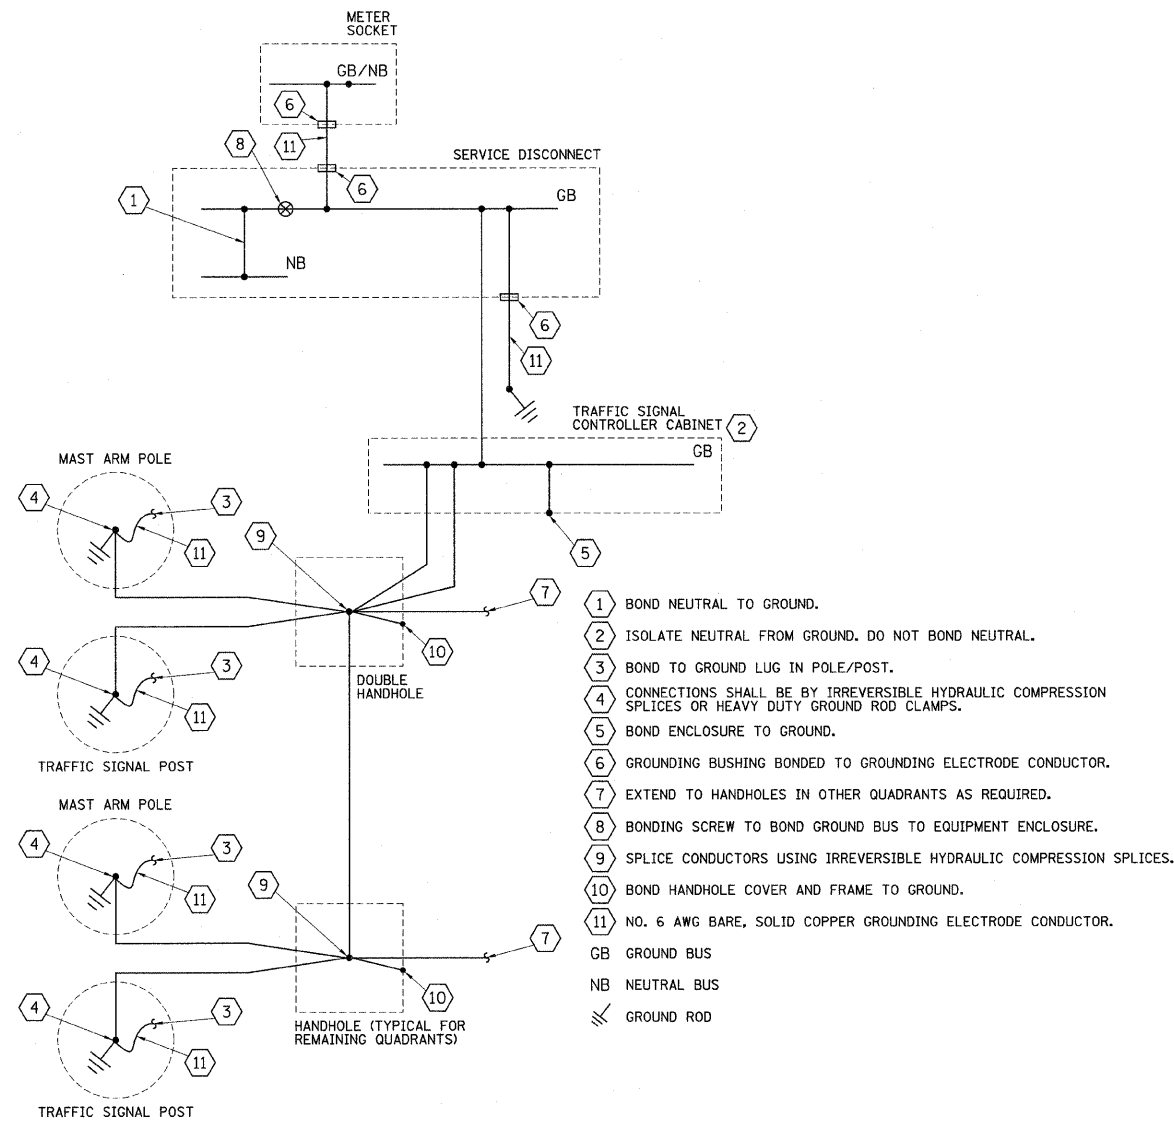 METER
SOCKET
GB/NB
6
8
11
SERVICE DISCONNECT
6
1
GB
NB
6
11
TRAFFIC SIGNAL
CONTROLLER CABINET
2
GB
MAST ARM POLE
4
3
11
9
5
7
10
DOUBLE
HANDHOLE
4
3
11
TRAFFIC SIGNAL POST
MAST ARM POLE
4
3
11
9
7
10
HANDHOLE (TYPICAL FOR
REMAINING QUADRANTS)
4
3
11
TRAFFIC SIGNAL POST
1 BOND NEUTRAL TO GROUND.
2 ISOLATE NEUTRAL FROM GROUND. DO NOT BOND NEUTRAL.
3 BOND TO GROUND LUG IN POLE/POST.
4 CONNECTIONS SHALL BE BY IRREVERSIBLE HYDRAULIC COMPRESSION
SPLICES OR HEAVY DUTY GROUND ROD CLAMPS.
5 BOND ENCLOSURE TO GROUND.
6 GROUNDING BUSHING BONDED TO GROUNDING ELECTRODE CONDUCTOR.
7 EXTEND TO HANDHOLES IN OTHER QUADRANTS AS REQUIRED.
8 BONDING SCREW TO BOND GROUND BUS TO EQUIPMENT ENCLOSURE.
9 SPLICE CONDUCTORS USING IRREVERSIBLE HYDRAULIC COMPRESSION SPLICES.
10 BOND HANDHOLE COVER AND FRAME TO GROUND.
11 NO. 6 AWG BARE, SOLID COPPER GROUNDING ELECTRODE CONDUCTOR.
GB GROUND BUS
NB NEUTRAL BUS
GROUND ROD